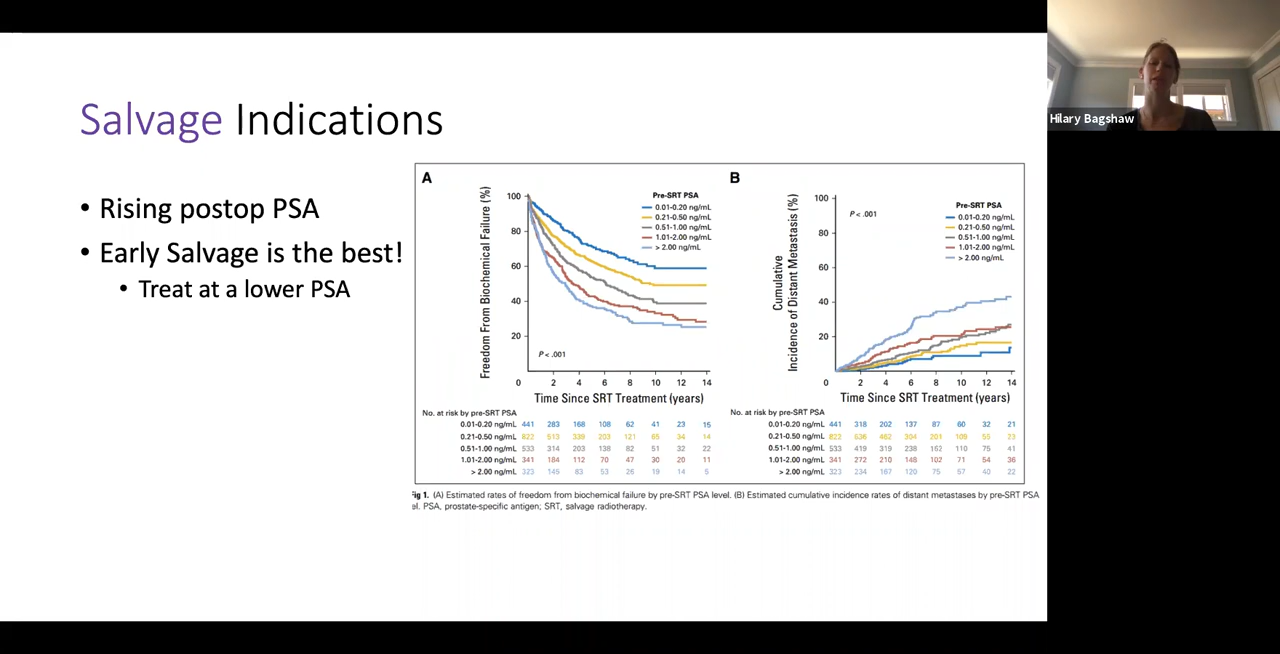 Salvage Indications
• Rising postop PSA
• Early Salvage is the best!
• Treat at a lower PSA
A
Freedom From Biochemical Failure (%)
100
80
60
40
20
0
2
4
6
8
10
12
14
Pre-SRT PSA
0.01-0.20 ng/mL
0.21-0.50 ng/mL
0.51-1.00 ng/mL
1.01-2.00 ng/mL
> 2.00 ng/mL
P < .001
Time Since SRT Treatment (years)
No. at risk by pre-SRT PSA
0.01-0.20 ng/mL 441 283 168 108 62 41 23 15
0.21-0.50 ng/mL 822 513 339 203 121 65 34 14
0.51-1.00 ng/mL 533 314 203 138 82 51 32 22
1.01-2.00 ng/mL 341 184 112 70 47 30 20 11
> 2.00 ng/mL 323 145 83 53 26 19 14 5
B
Cumulative
Incidence of Distant Metastasis (%)
100
80
60
40
20
0
2
4
6
8
10
12
14
P < .001
Pre-SRT PSA
0.01-0.20 ng/mL
0.21-0.50 ng/mL
0.51-1.00 ng/mL
1.01-2.00 ng/mL
> 2.00 ng/mL
Time Since SRT Treatment (years)
No. at risk by pre-SRT PSA
0.01-0.20 ng/mL 441 318 202 137 87 60 32 21
0.21-0.50 ng/mL 822 636 462 304 201 109 55 23
0.51-1.00 ng/mL 533 419 319 238 162 110 75 41
1.01-2.00 ng/mL 341 272 210 148 102 71 54 36
> 2.00 ng/mL 323 234 167 120 75 57 40 22
ig 1. (A) Estimated rates of freedom from biochemical failure by pre-SRT PSA level. (B) Estimated cumulative incidence rates of distant metastases by pre-SRT PSA
el. PSA, prostate-specific antigen; SRT, salvage radiotherapy.
Hilary Bagshaw